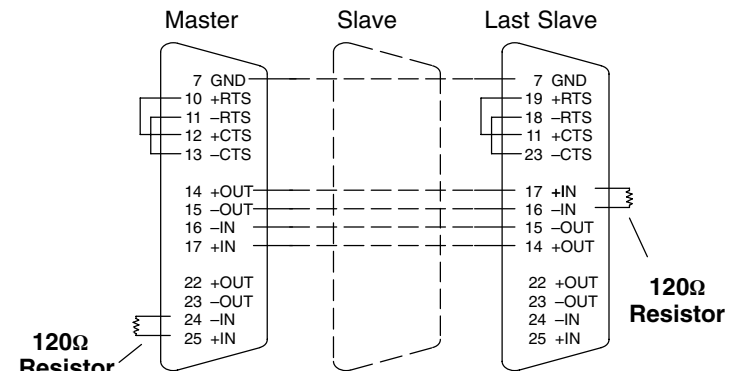 Master
Slave
Last Slave
7 GND
10 +RTS
11 –RTS
12 +CTS
13 –CTS
14 +OUT
15 –OUT
16 –IN
17 +IN
22 +OUT
23 –OUT
24 –IN
25 +IN
120Ω
Resistor
7 GND
19 +RTS
18 –RTS
11 +CTS
23 –CTS
17 +IN
16 –IN
15 –OUT
14 +OUT
22 +OUT
23 –OUT
24 –IN
25 +IN
120Ω
Resistor